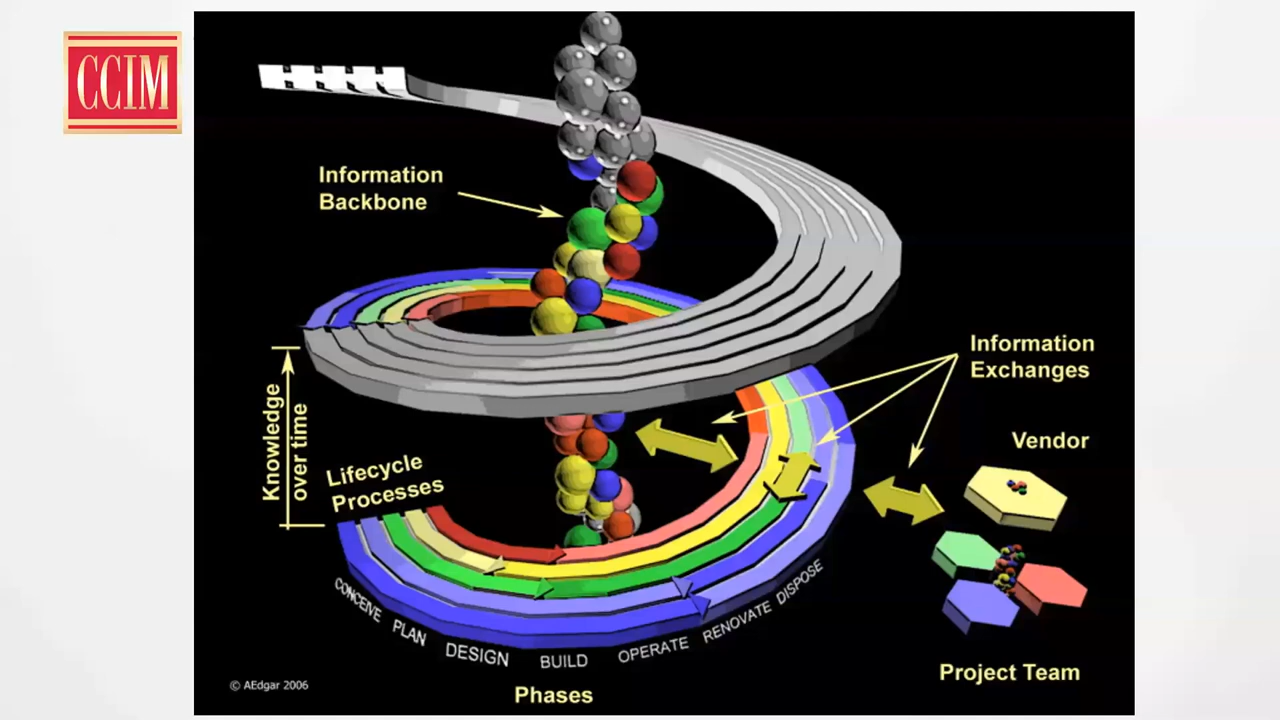 CCIM
Information
Backbone
Information
Exchanges
Vendor
Knowledge
over time
Lifecycle
Processes
CONCEIVE PLAN DESIGN BUILD OPERATE RENOVATE DISPOSE
Project Team
© AEdgar 2006
Phases